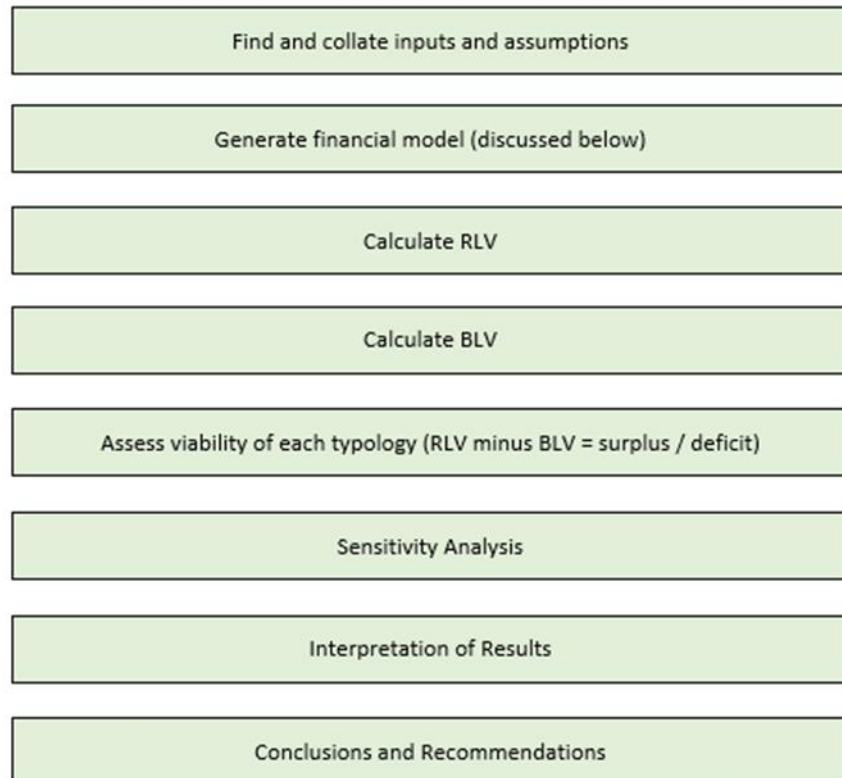 Find and collate inputs and assumptions
Generate financial model (discussed below)
Calculate RLV
Calculate BLV
Assess viability of each typology (RLV minus BLV = surplus / deficit)
Sensitivity Analysis
Interpretation of Results
Conclusions and Recommendations